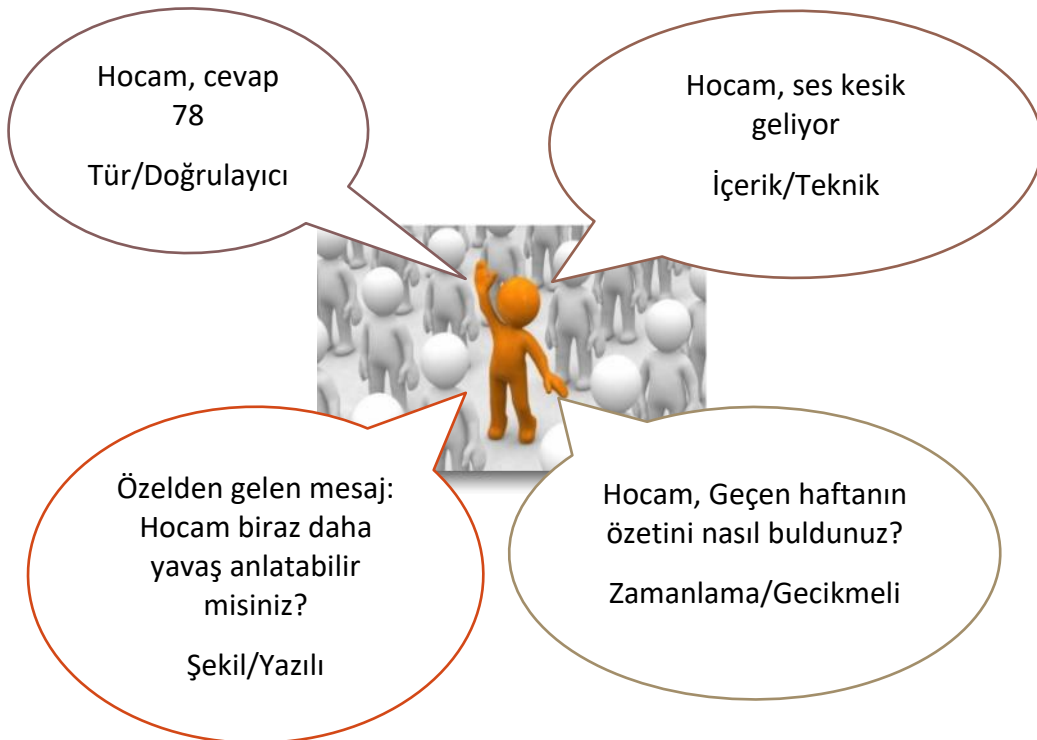 Hocam, cevap
78
Tür/Doğrulayıcı
Hocam, ses kesik
geliyor
İçerik/Teknik
Özelden gelen mesaj:
Hocam biraz daha
yavaş anlatabilir
misiniz?
Şekil/Yazılı
Hocam, Geçen haftanın
özetini nasıl buldunuz?
Zamanlama/Gecikmeli